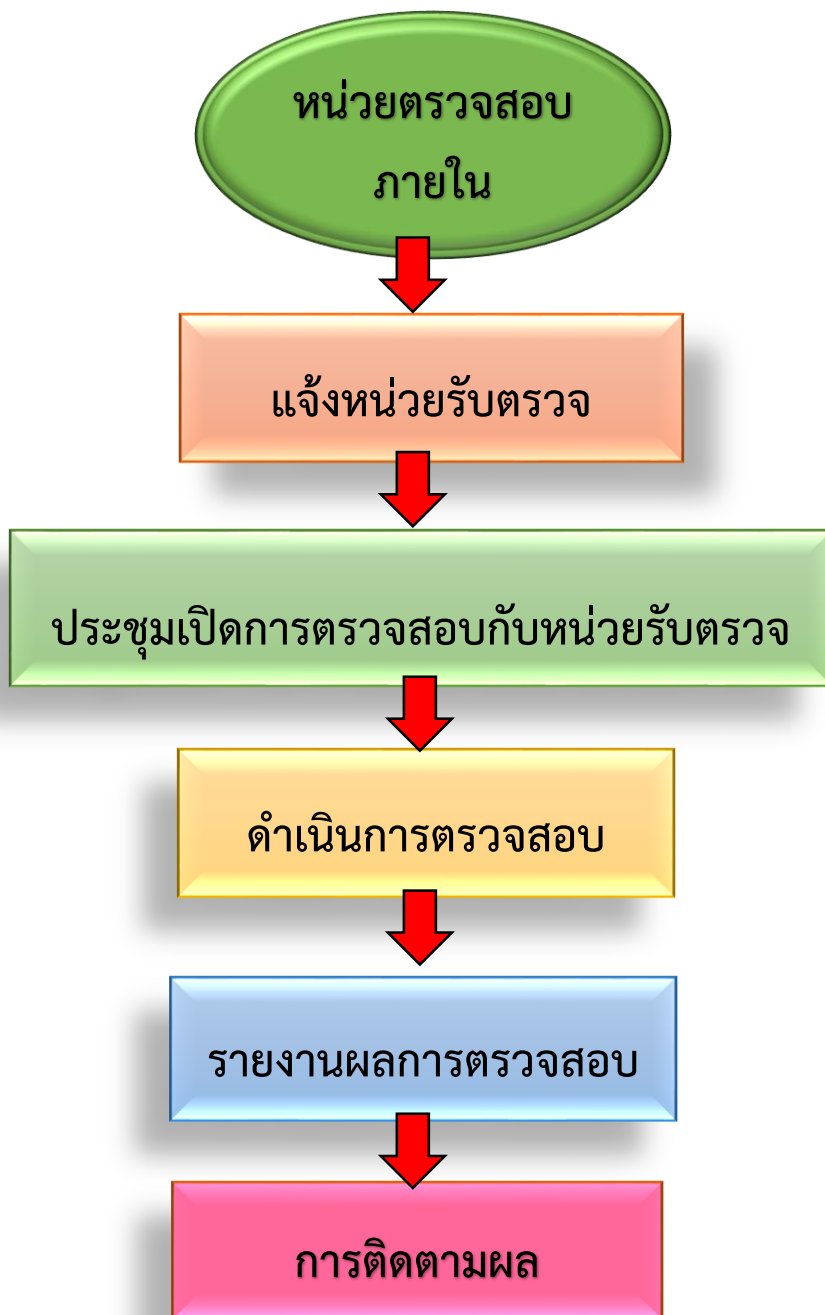 หน่วยตรวจสอบ
ภายใน
แจ้งหน่วยรับตรวจ
ประชุมเปิดการตรวจสอบกับหน่วยรับตรวจ
ดำเนินการตรวจสอบ
รายงานผลการตรวจสอบ
การติดตามผล